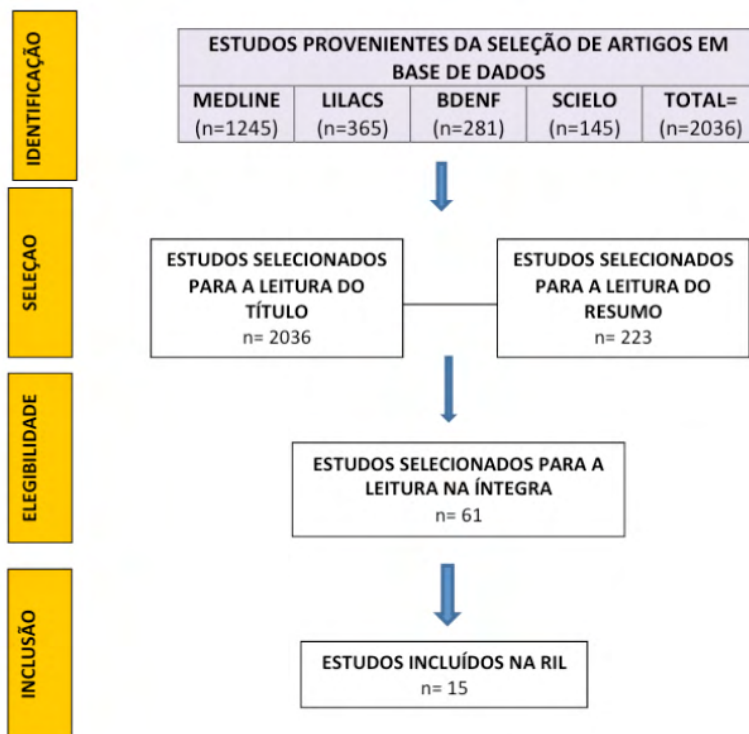 IDENTIFICAÇÃO
ESTUDOS PROVENIENTES DA SELEÇÃO DE ARTIGOS EM
BASE DE DADOS
MEDLINE LILACS BDENF SCIELO TOTAL=
(n=1245) (n=365) (n=281) (n=145) (n=2036)
SELEÇAO
ESTUDOS SELECIONADOS
PARA A LEITURA DO
TÍTULO
n= 2036
ESTUDOS SELECIONADOS
PARA A LEITURA DO
RESUMO
n= 223
ELEGIBILIDADE
ESTUDOS SELECIONADOS PARA A
LEITURA NA ÍNTEGRA
n= 61
INCLUSÃO
ESTUDOS INCLUÍDOS NA RIL
n= 15